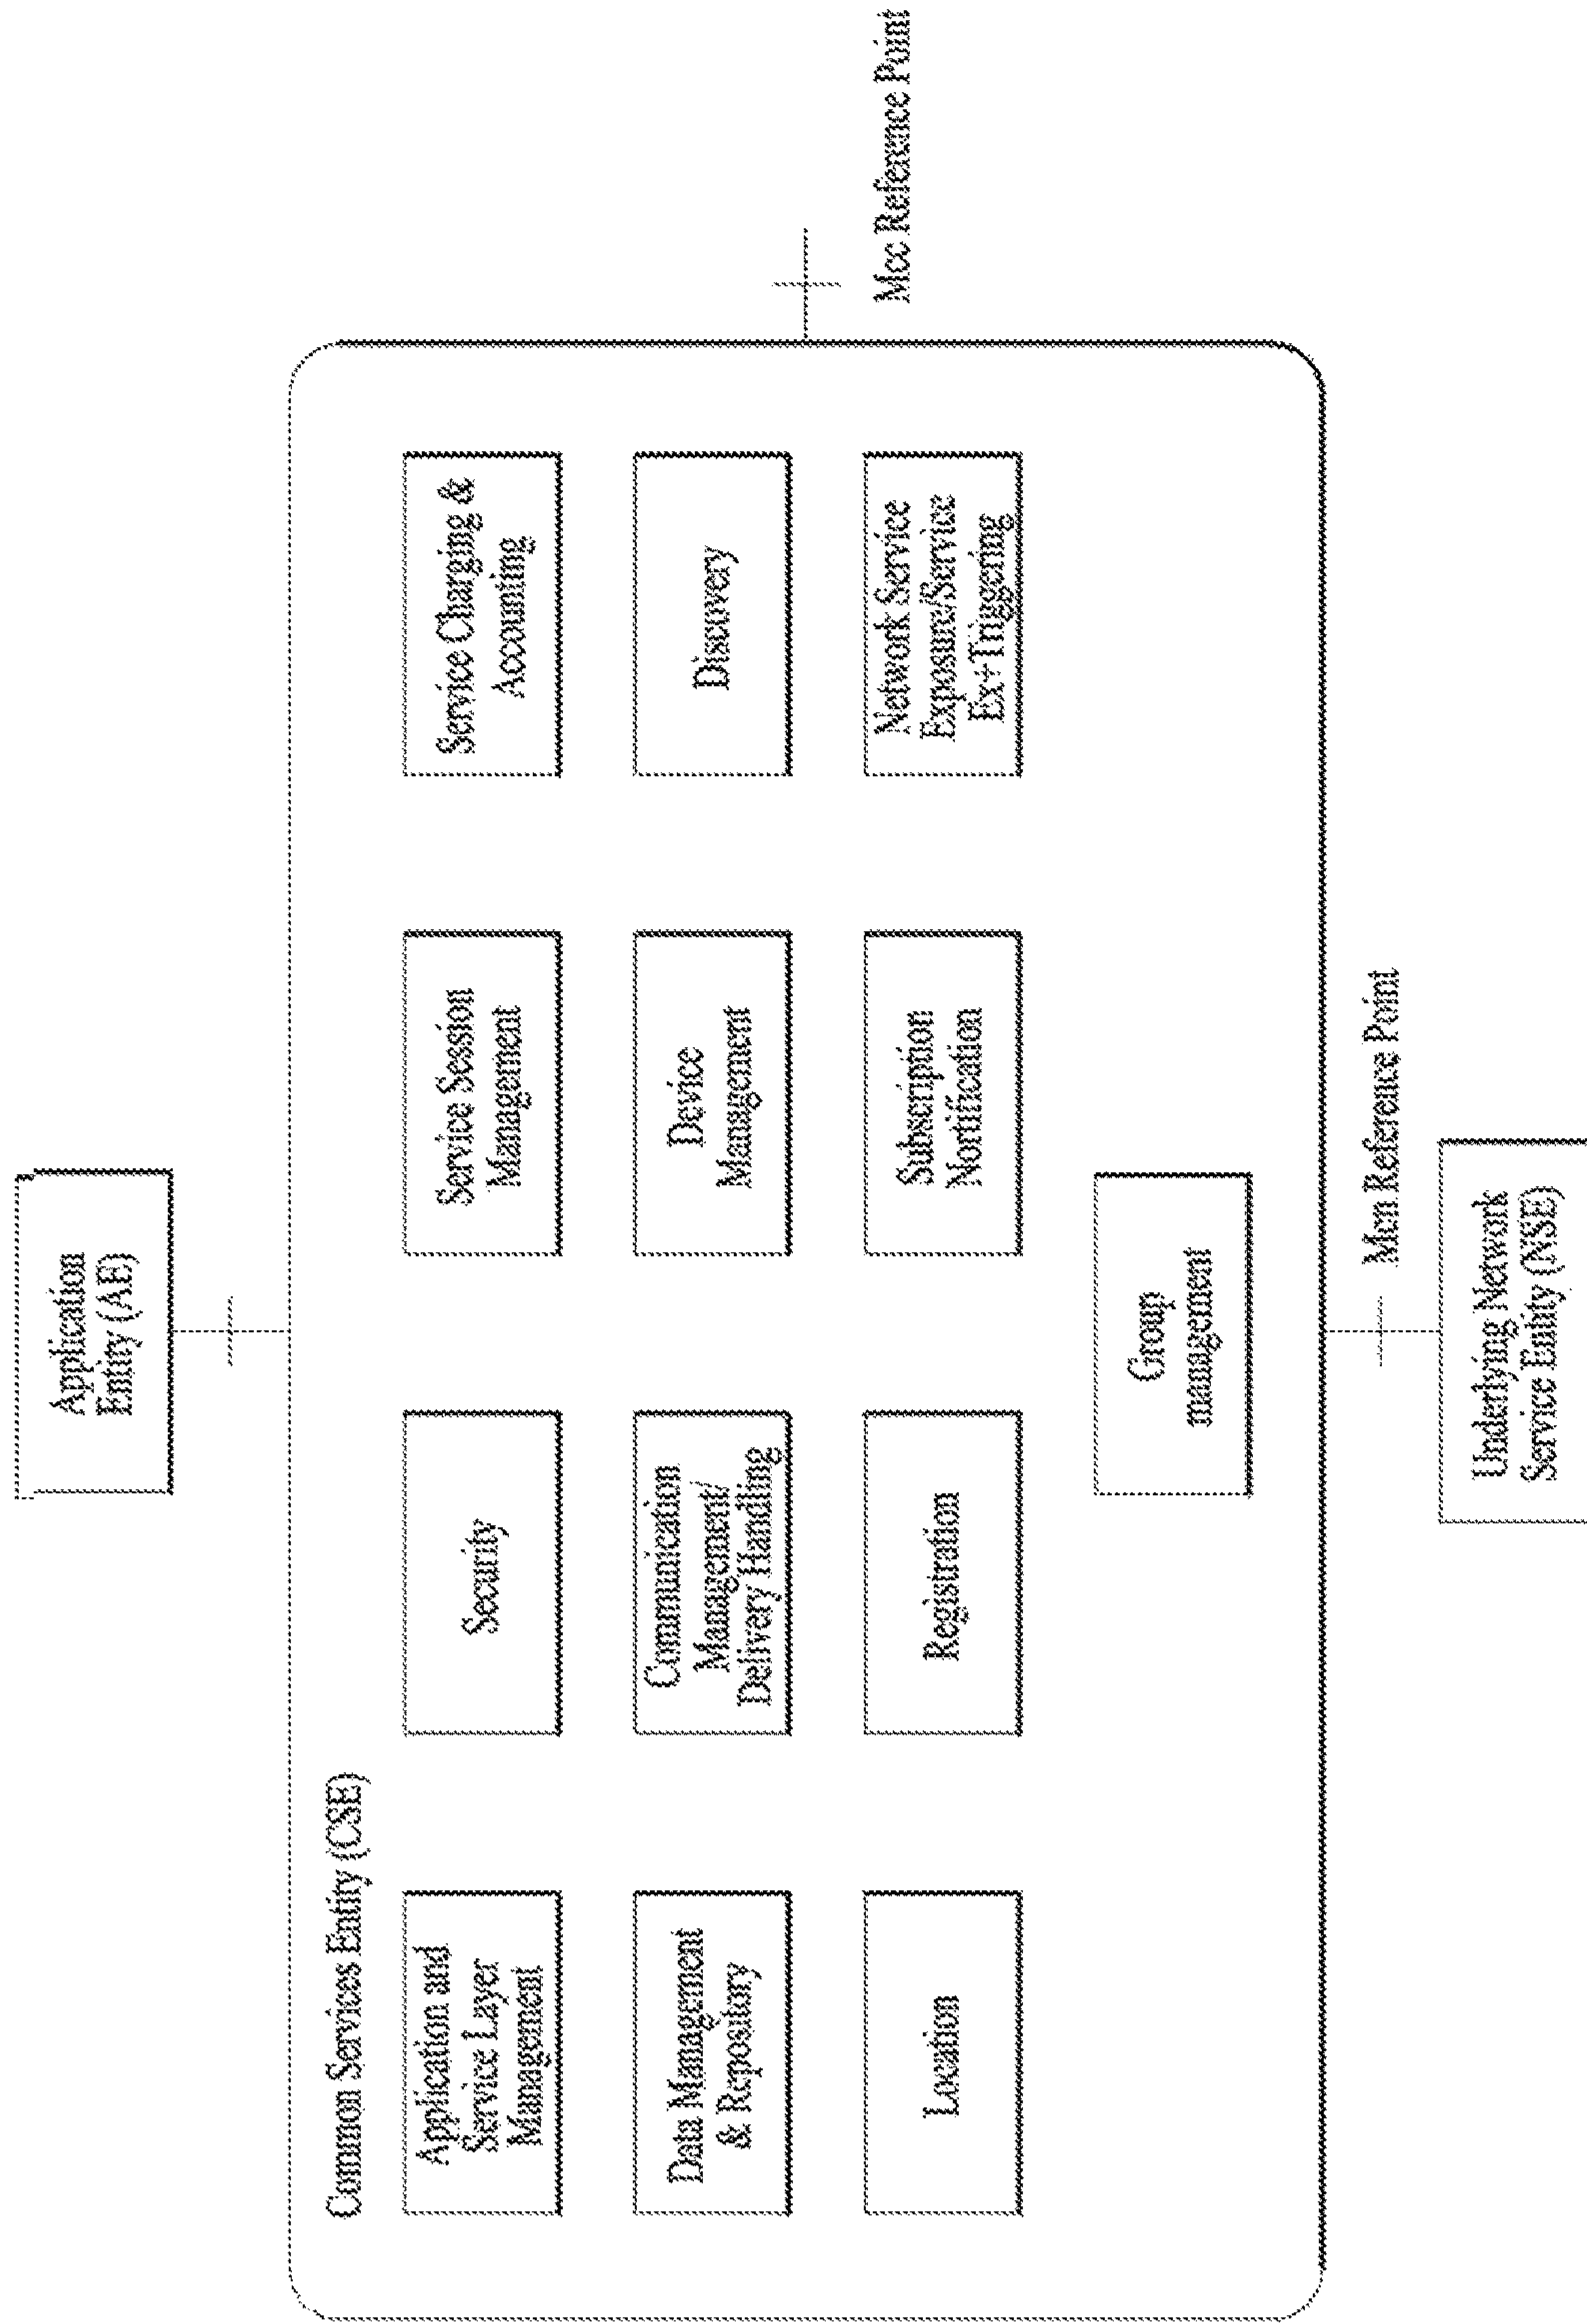 Application
Entity (AE)
Common Services Entity (CSE)
Application and
Service Layer
Management
Security
Service Session
Management
Service Charging &
Accounting
Data Management
& Repository
Communication
Management/
Delivery Handling
Device
Management
Discovery
Location
Registration
Subscription
Nortification
Network Service
Exposure/Service
Ex+Triggering
Group
management
Mcc Reference Point
Mcn Reference Point
Underlying Network
Service Entity (NSE)